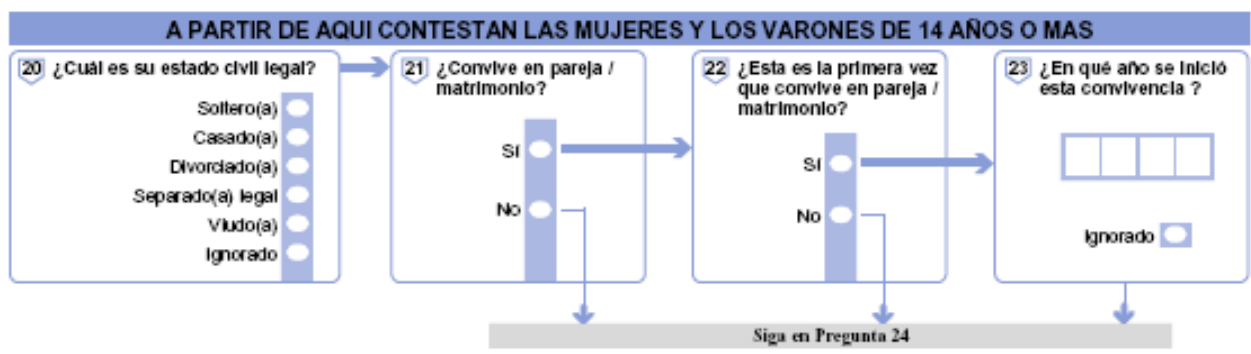 A PARTIR DE AQUI CONTESTAN LAS MUJERES Y LOS VARONES DE 14 AÑOS O MAS
20 ¿Cuál es su estado civil legal?
Soltero(a)
Casado(a)
Divorciado(a)
Separado(a) legal
Viudo(a)
Ignorado
21 ¿Convive en pareja /
matrimonio?
Sí
No
22 ¿Esta es la primera vez
que convive en pareja /
matrimonio?
Sí
No
23 ¿En qué año se inició
esta convivencia ?
Ignorado
Siga en Pregunta 24